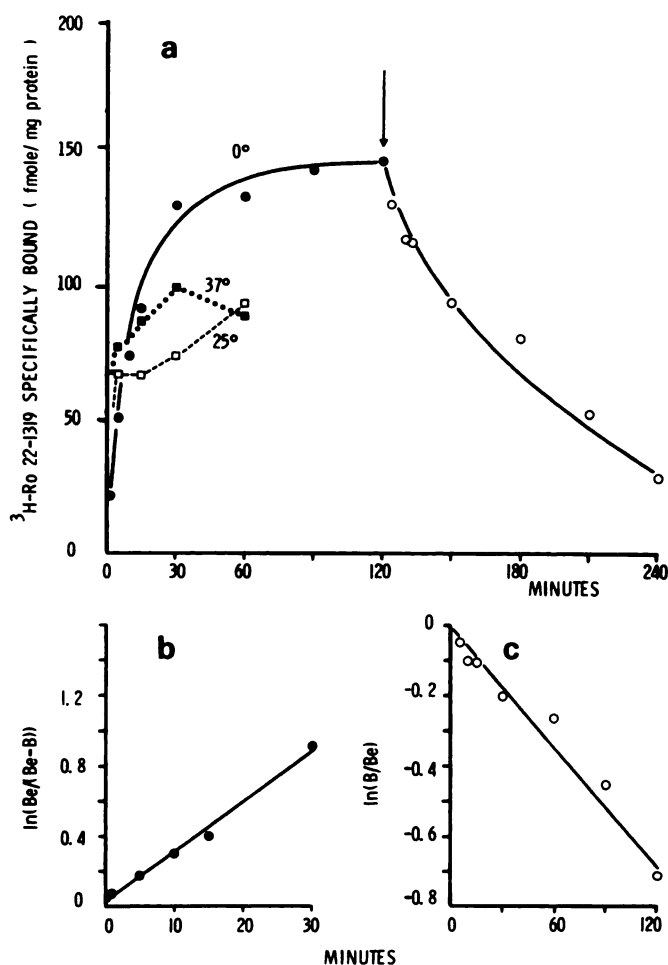 a
³H-Ro 22-1319 SPECIFICALLY BOUND ( fmole/ mg protein )
200
150
100
50
0
0°
37°
25°
0 30 60 120 180 240
MINUTES
b
ln(Be/(Be-B))
1.2
0.8
0.4
0
0 10 20 30
c
ln(B/Be)
0
-0.2
-0.4
-0.6
-0.8
0 60 120
MINUTES